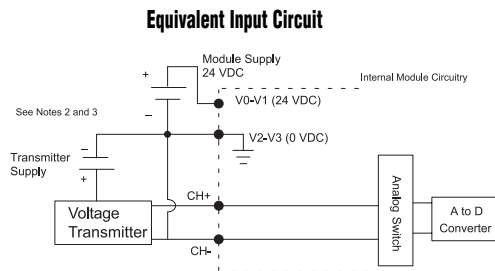 Equivalent Input Circuit
Module Supply
24 VDC
Internal Module Circuitry
+
V0-V1 (24 VDC)
−
See Notes 2 and 3
V2-V3 (0 VDC)
Transmitter
Supply
−
+
CH+
Voltage
Transmitter
CH-
Analog Switch
A to D
Converter